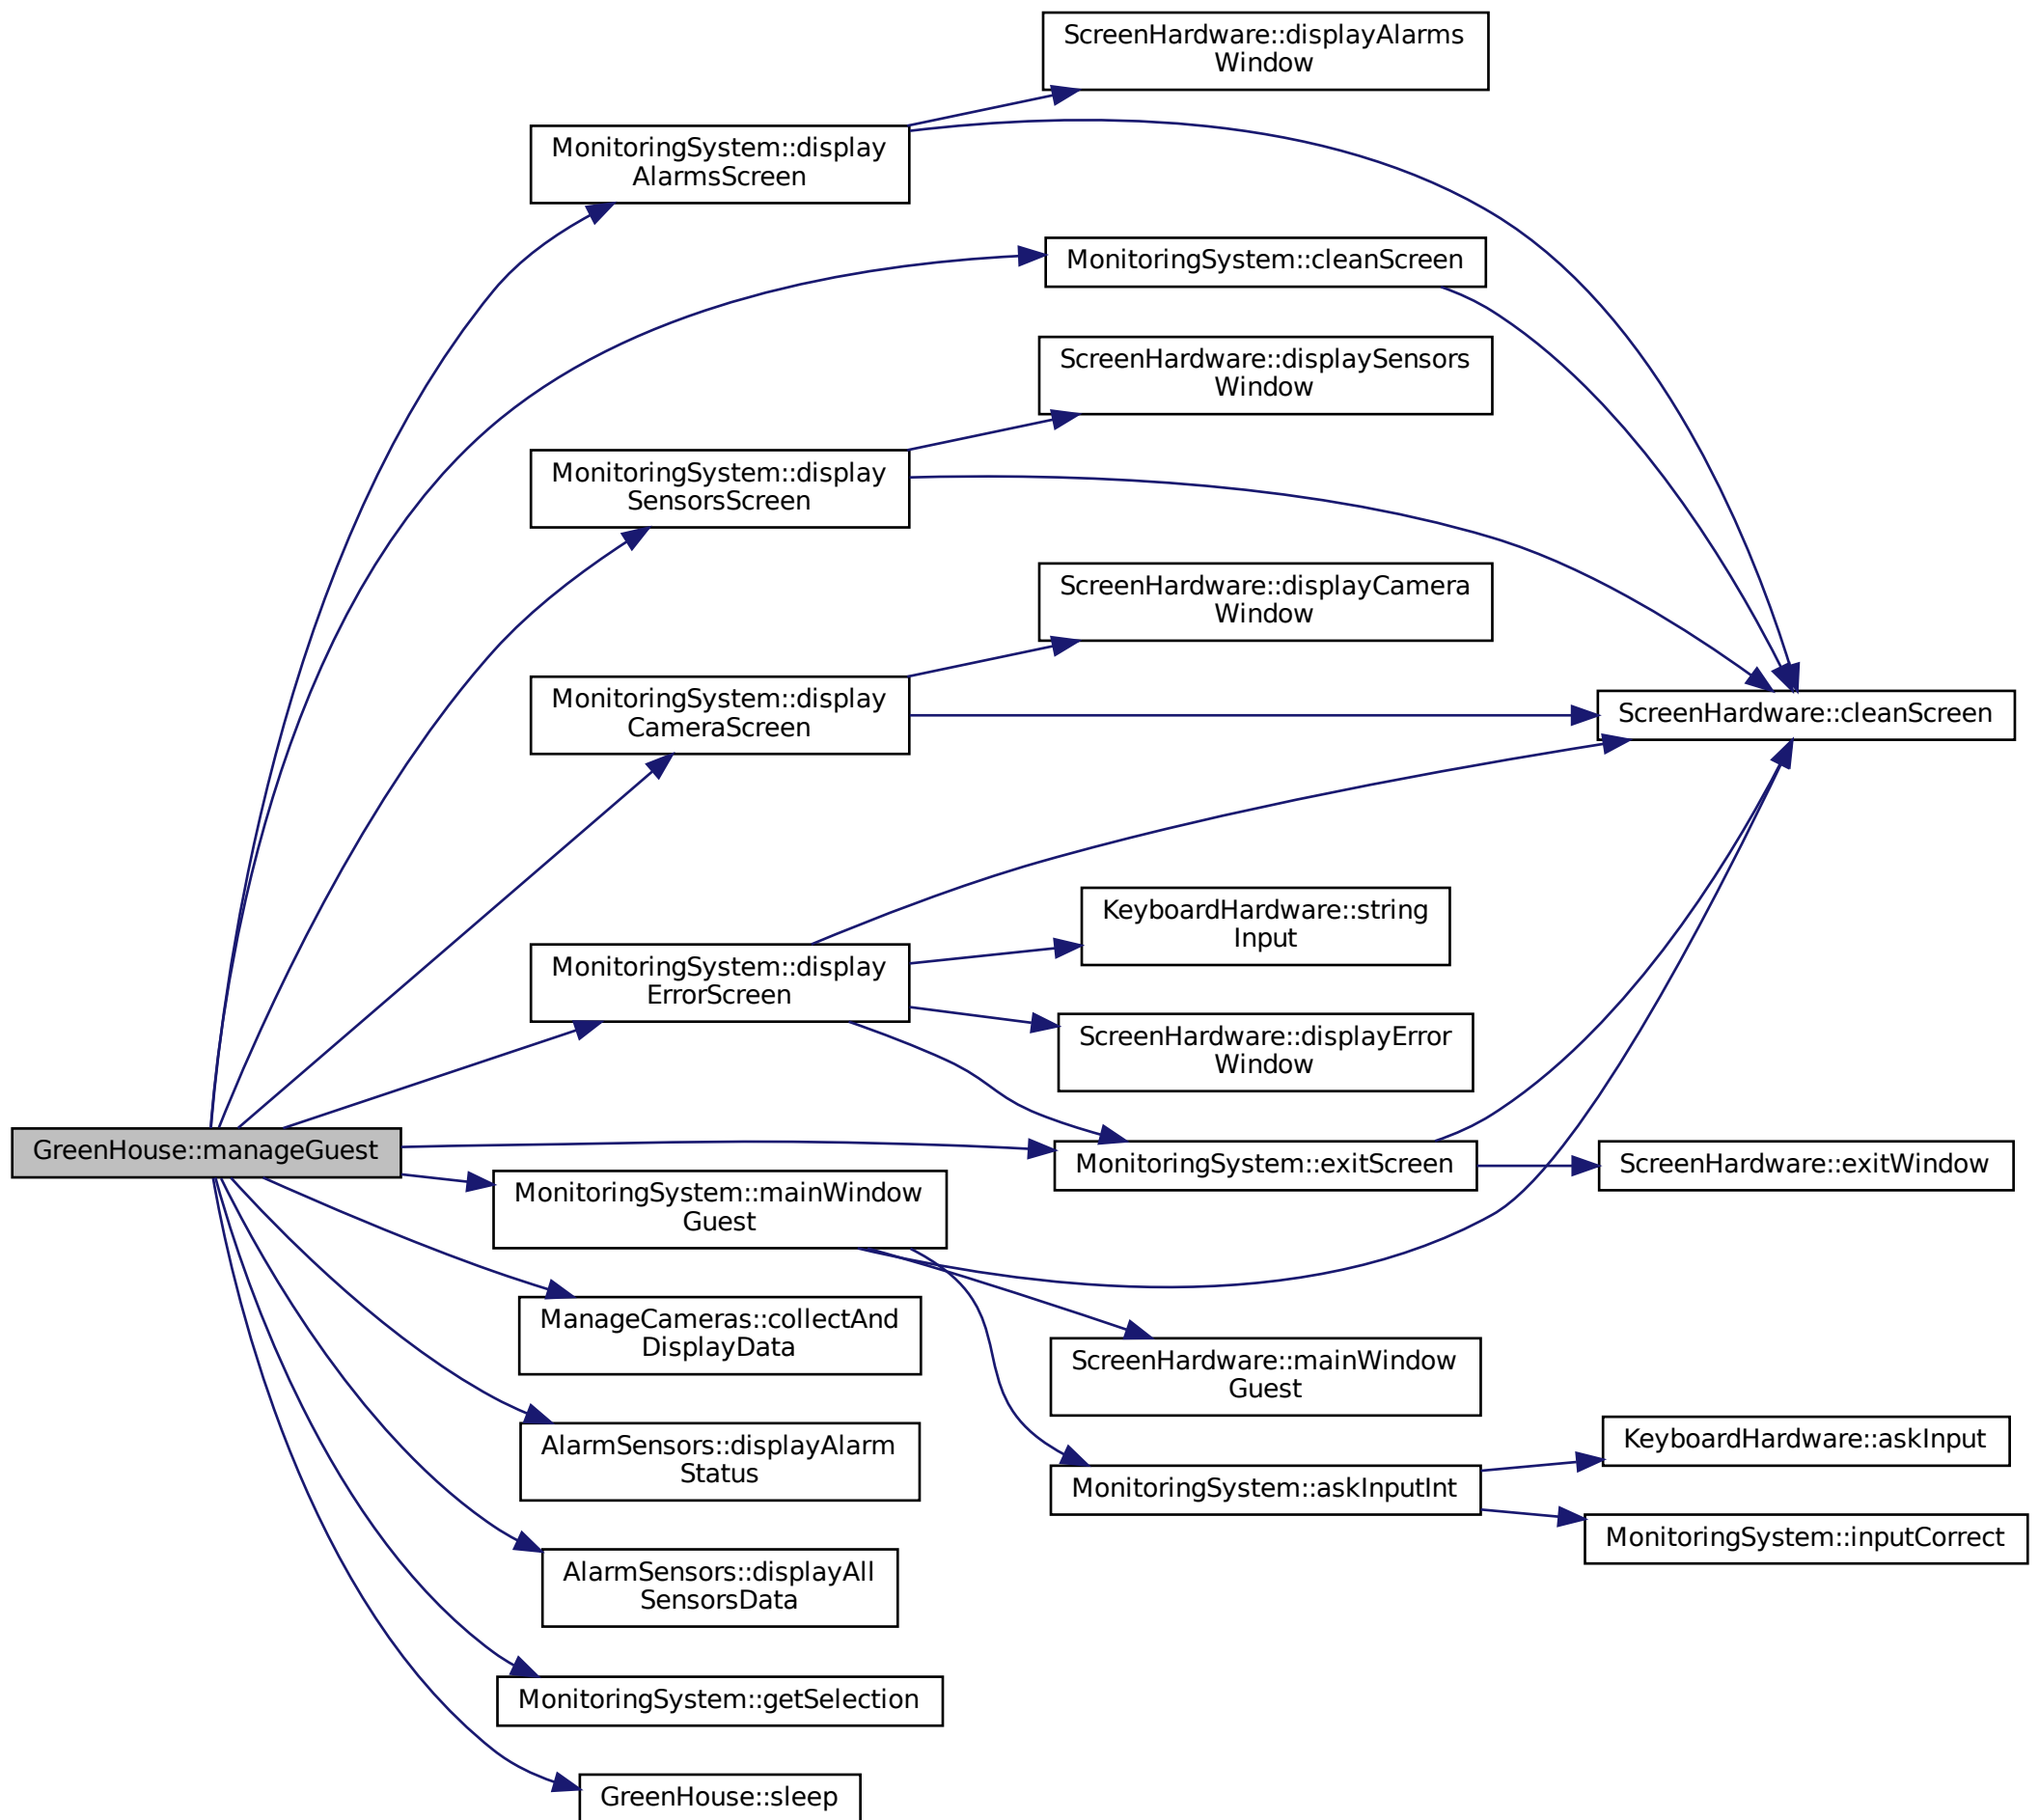 ScreenHardware::displayAlarms
Window
MonitoringSystem::display
AlarmsScreen
MonitoringSystem::cleanScreen
ScreenHardware::displaySensors
Window
MonitoringSystem::display
SensorsScreen
ScreenHardware::displayCamera
Window
MonitoringSystem::display
CameraScreen
ScreenHardware::cleanScreen
KeyboardHardware::string
Input
MonitoringSystem::display
ErrorScreen
ScreenHardware::displayError
Window
GreenHouse::manageGuest
MonitoringSystem::exitScreen
ScreenHardware::exitWindow
MonitoringSystem::mainWindow
Guest
ManageCameras::collectAnd
DisplayData
ScreenHardware::mainWindow
Guest
AlarmSensors::displayAlarm
Status
KeyboardHardware::askInput
MonitoringSystem::askInputInt
MonitoringSystem::inputCorrect
AlarmSensors::displayAll
SensorsData
MonitoringSystem::getSelection
GreenHouse::sleep